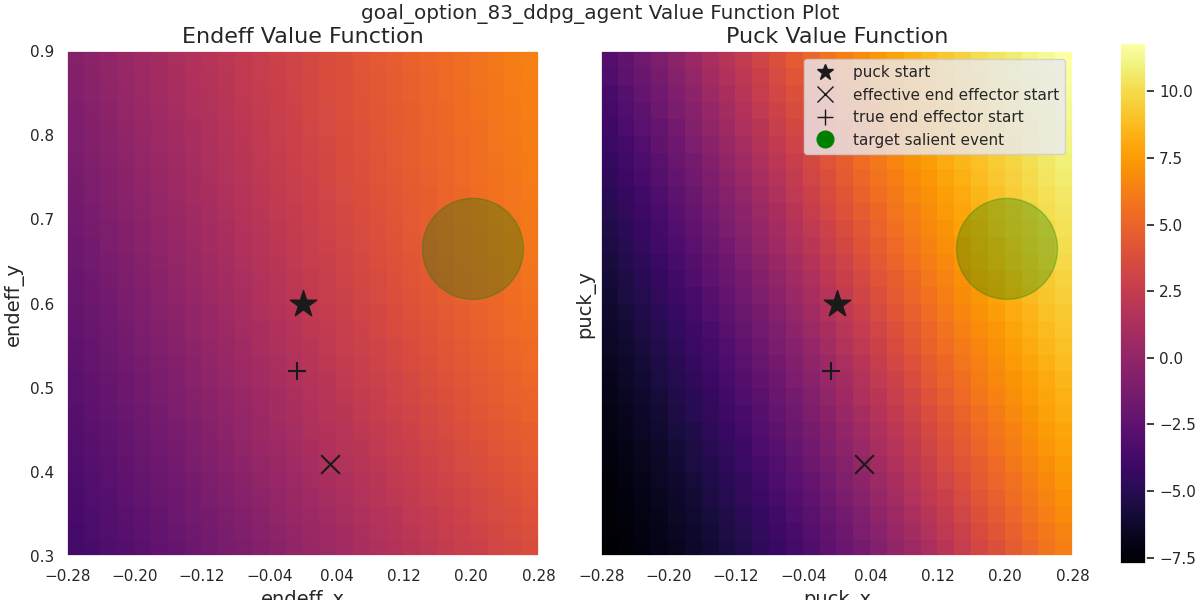 goal_option_83_ddpg_agent Value Function Plot
Endeff Value Function
Puck Value Function
0.9
0.8
0.7
0.6
0.5
0.4
0.3
endeff_y
−0.28 −0.20 −0.12 −0.04 0.04 0.12 0.20 0.28
endeff_x
puck_y
puck start
effective end effector start
true end effector start
target salient event
−0.28 −0.20 −0.12 −0.04 0.04 0.12 0.20 0.28
puck_x
10.0
7.5
5.0
2.5
0.0
−2.5
−5.0
−7.5